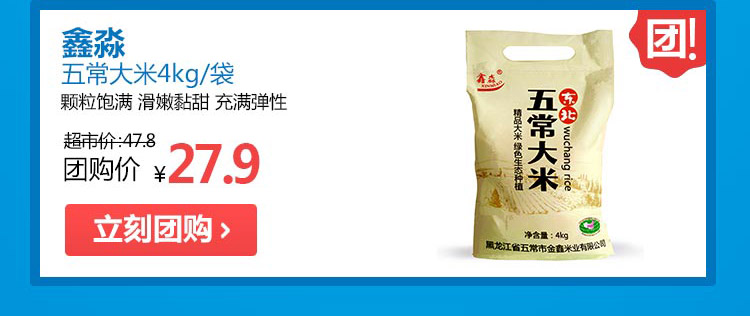 鑫淼
五常大米4kg/袋
颗粒饱满 滑嫩黏甜 充满弹性
超市价:47.8
团购价 ¥27.9
立刻团购 ›
团!
鑫淼
XINMIAO
东北
五常大米
wuchang rice
精品大米 绿色生态种植
净含量:4kg
黑龙江省五常市金鑫米业有限公司